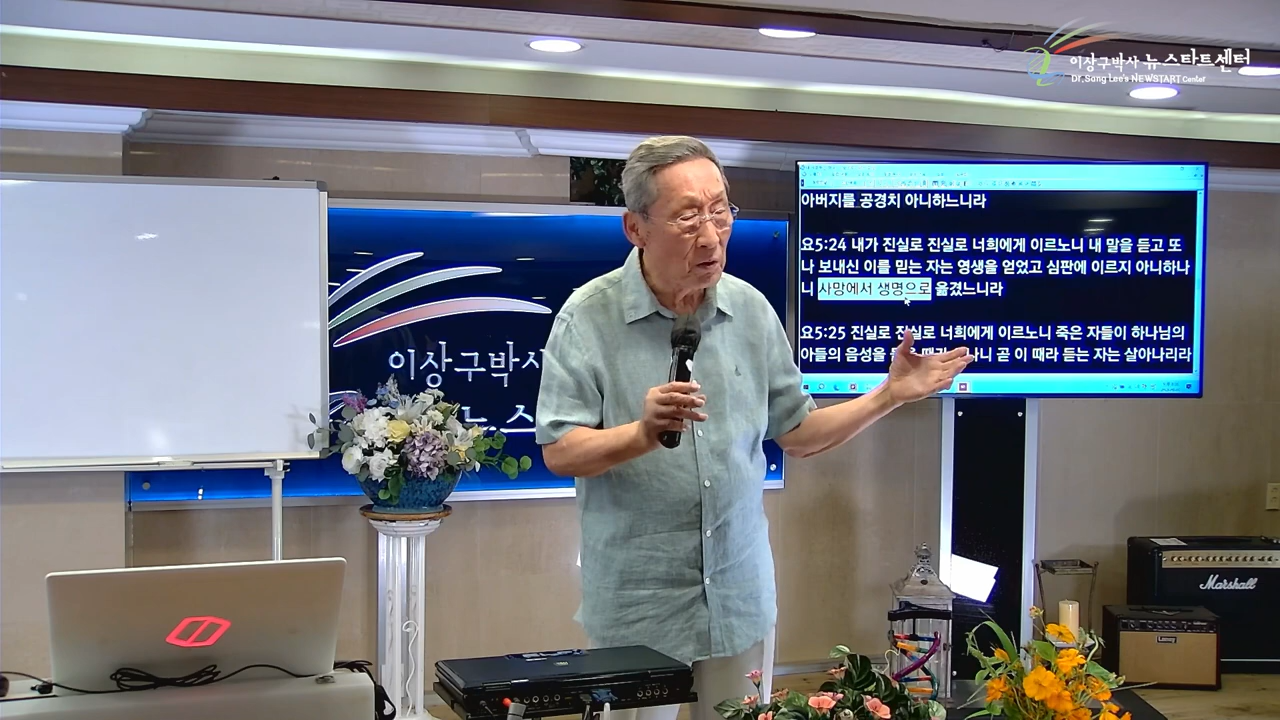 이상구박사 뉴스타트센터
Dr.Sang Lee's NEWSTART Center
아버지를 공경치 아니하느니라
요5:24 내가 진실로 진실로 너희에게 이르노니 내 말을 듣고 또
나 보내신 이를 믿는 자는 영생을 얻었고 심판에 이르지 아니하나
니 사망에서 생명으로 옮겼느니라
요5:25 진실로 진실로 너희에게 이르노니 죽은 자들이 하나님의
아들의 음성을 니 곧 이 때라 듣는 자는 살아나리라
이상구박사
뉴스
Marshall
Laney